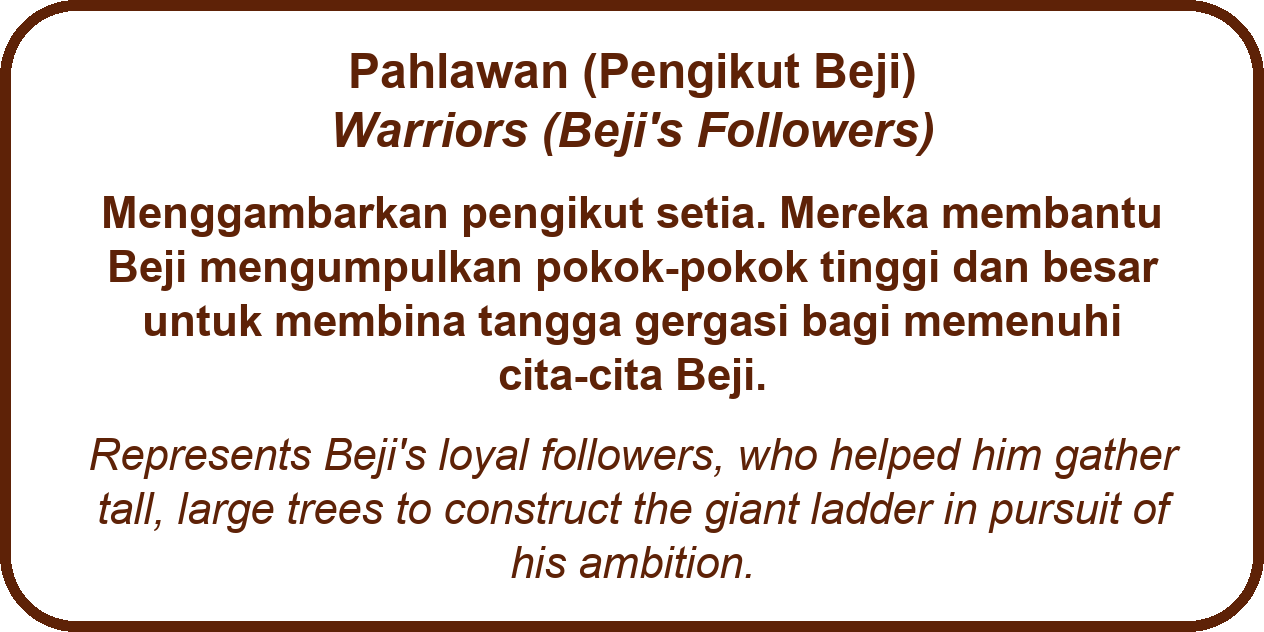 Pahlawan (Pengikut Beji)
Warriors (Beji's Followers)
Menggambarkan pengikut setia. Mereka membantu
Beji mengumpulkan pokok-pokok tinggi dan besar
untuk membina tangga gergasi bagi memenuhi
cita-cita Beji.
Represents Beji's loyal followers, who helped him gather
tall, large trees to construct the giant ladder in pursuit of
his ambition.